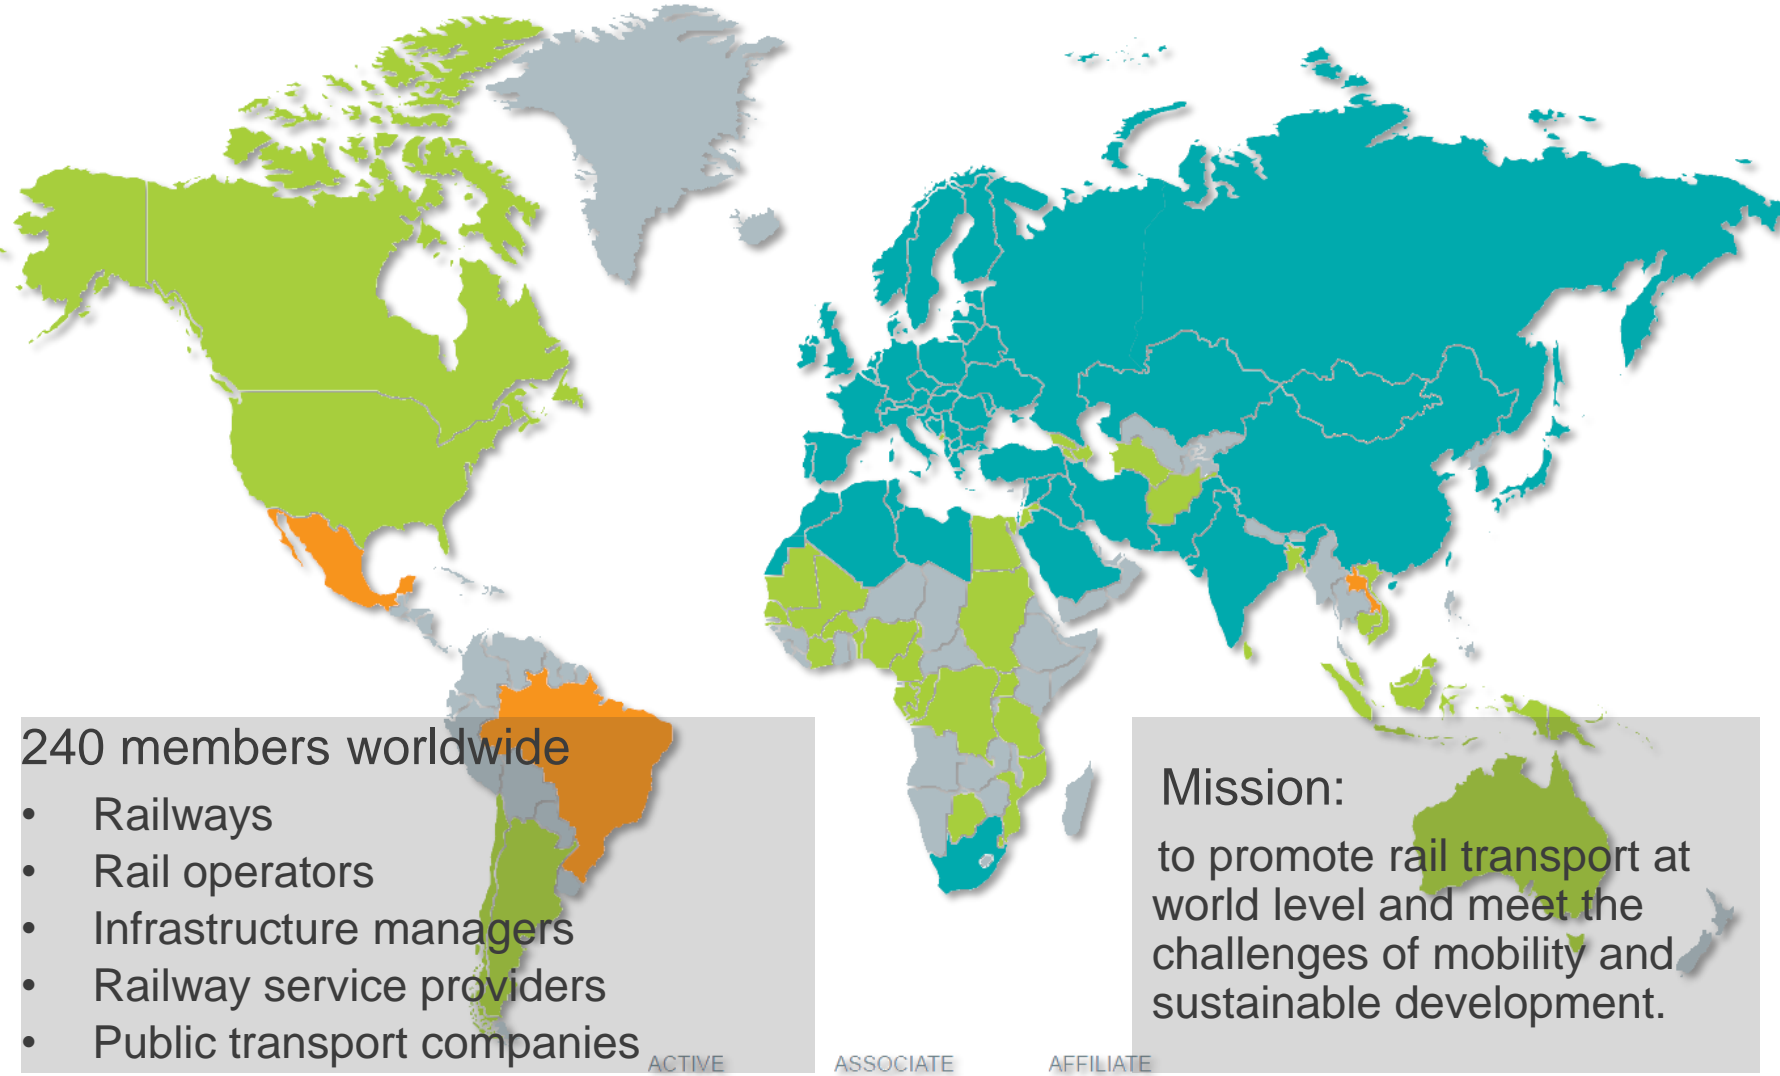 240 members worldwide
• Railways
• Rail operators
• Infrastructure managers
• Railway service providers
• Public transport companies
Mission:
to promote rail transport at
world level and meet the
challenges of mobility and
sustainable development.
ACTIVE ASSOCIATE AFFILIATE